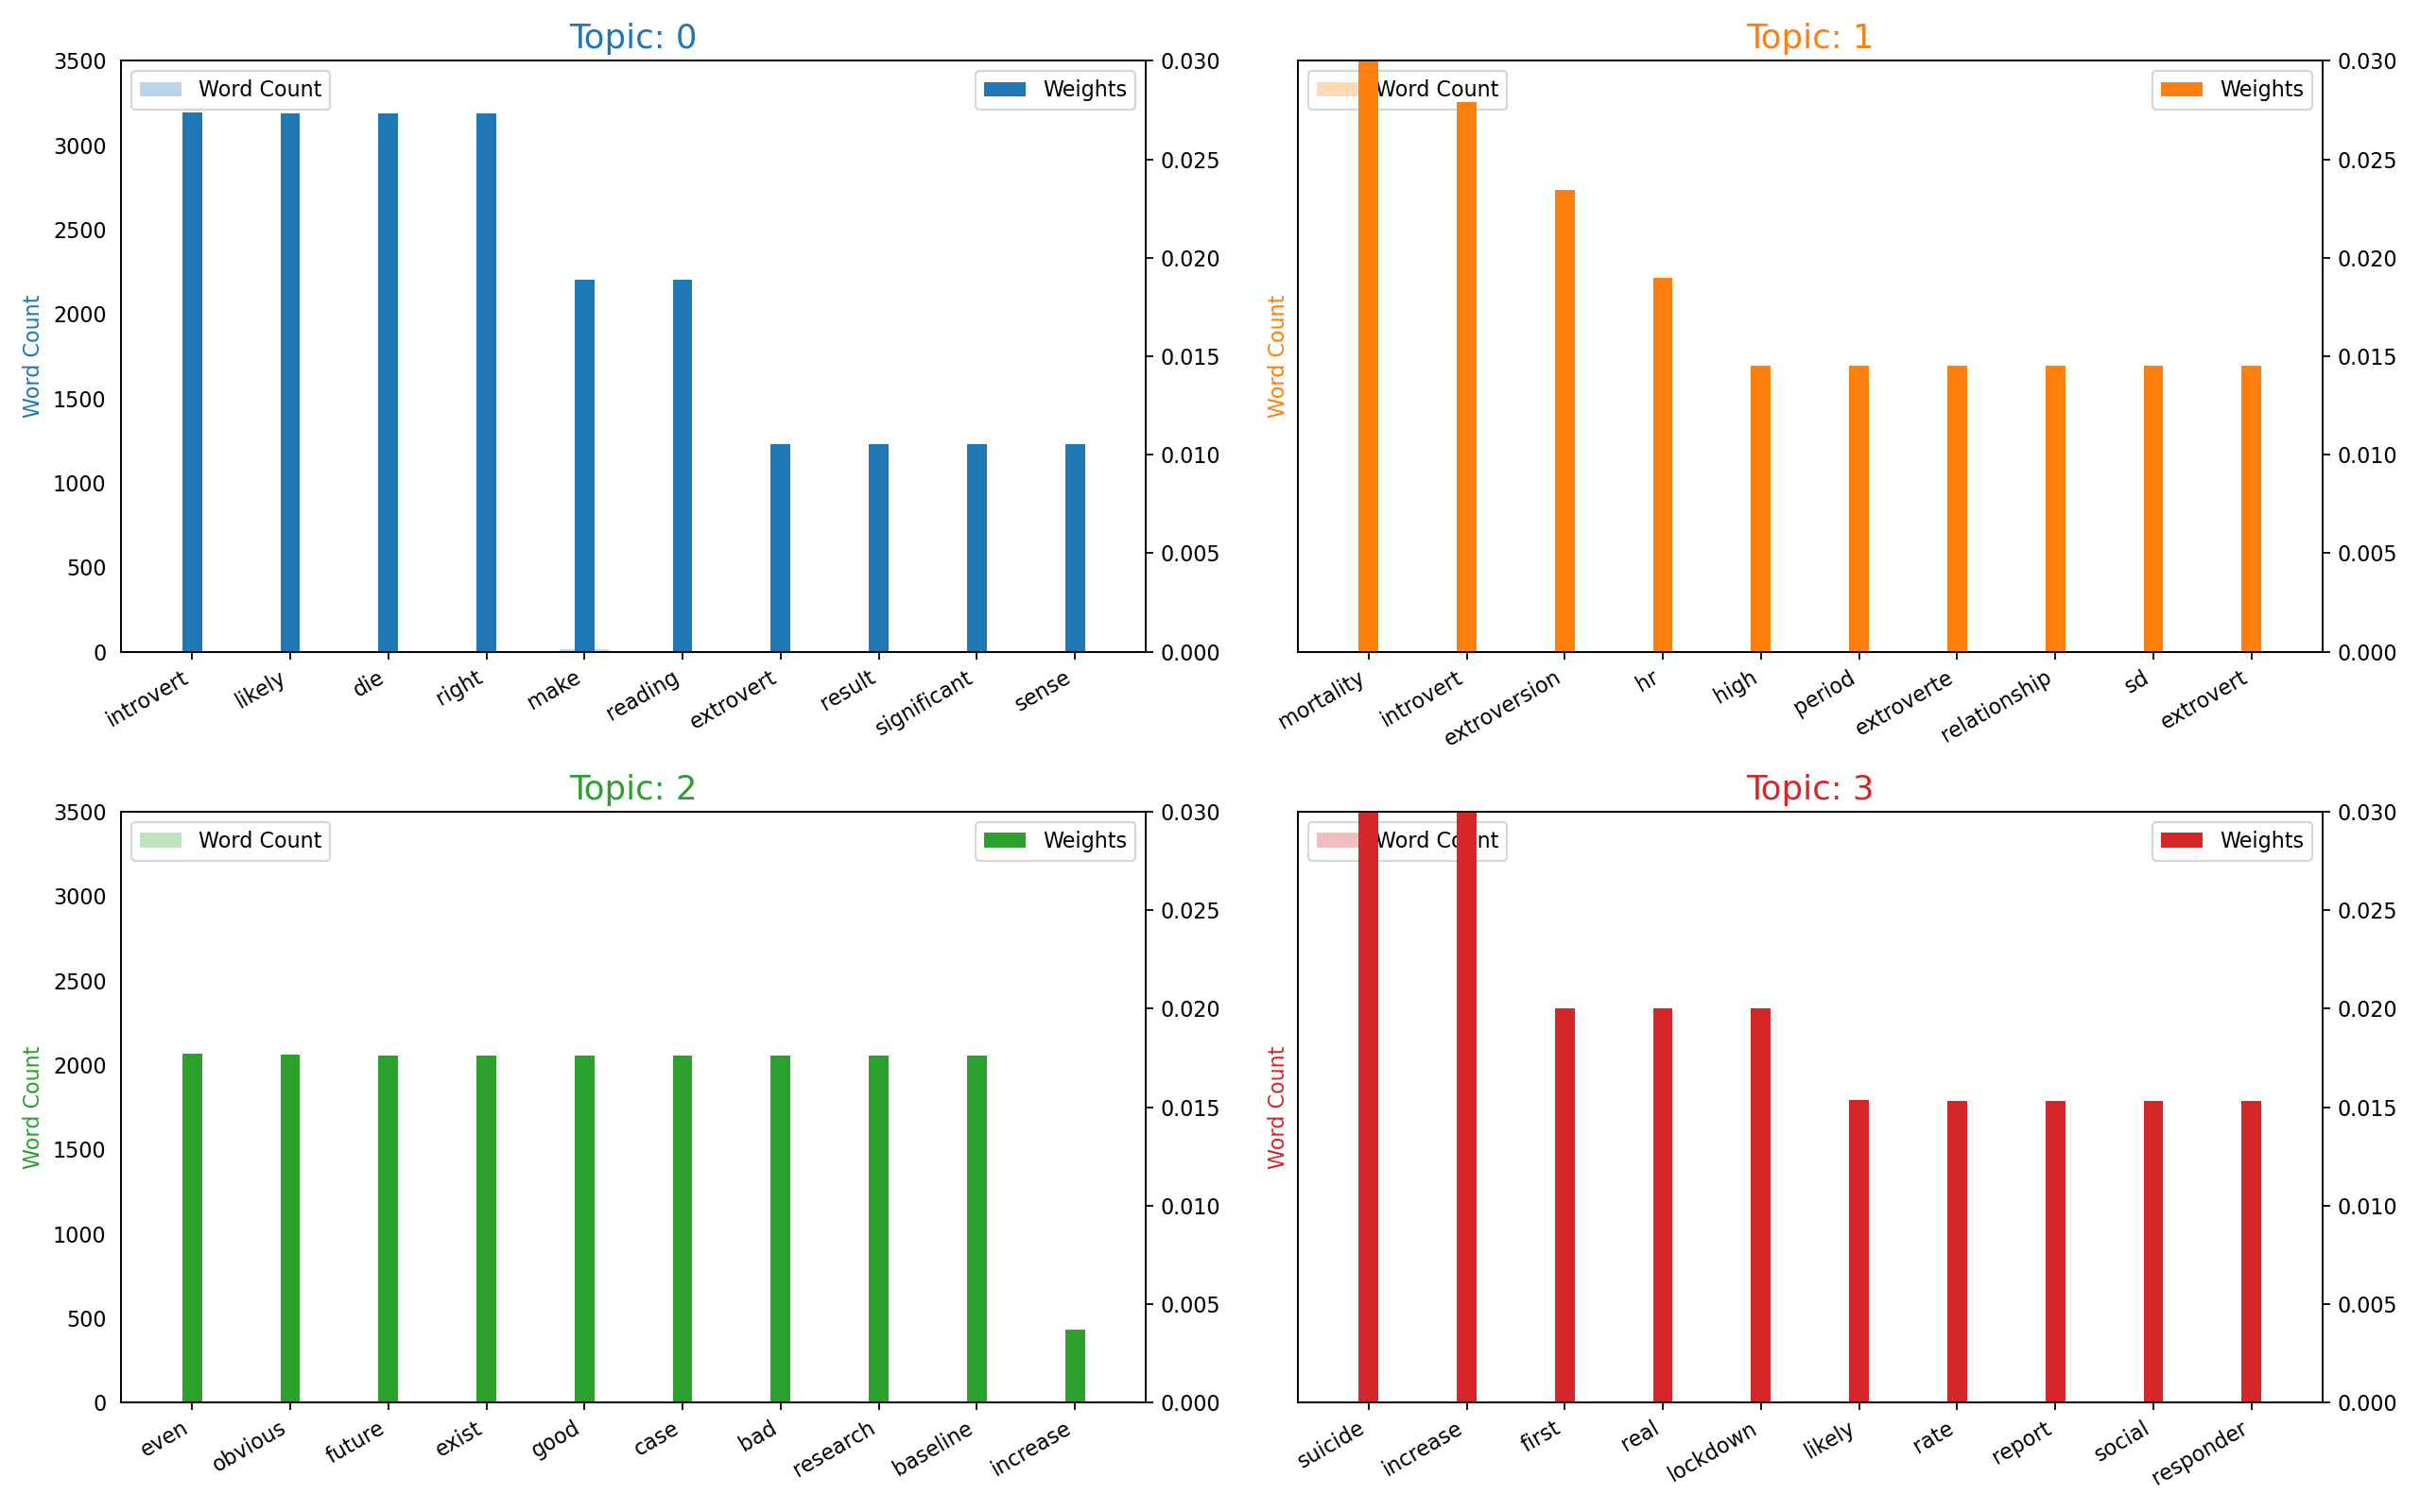 Topic: 0
Word Count
Weights
3500
3000
2500
2000
1500
1000
500
0
Word Count
0.030
0.025
0.020
0.015
0.010
0.005
0.000
introvert
likely
die
right
make
reading
extrovert
result
significant
sense
Topic: 1
Word Count
Weights
Word Count
0.030
0.025
0.020
0.015
0.010
0.005
0.000
mortality
introvert
extroversion
hr
high
period
extroverte
relationship
sd
extrovert
Topic: 2
Word Count
Weights
3500
3000
2500
2000
1500
1000
500
0
Word Count
0.030
0.025
0.020
0.015
0.010
0.005
0.000
even
obvious
future
exist
good
case
bad
research
baseline
increase
Topic: 3
Word Count
Weights
Word Count
0.030
0.025
0.020
0.015
0.010
0.005
0.000
suicide
increase
first
real
lockdown
likely
rate
report
social
responder